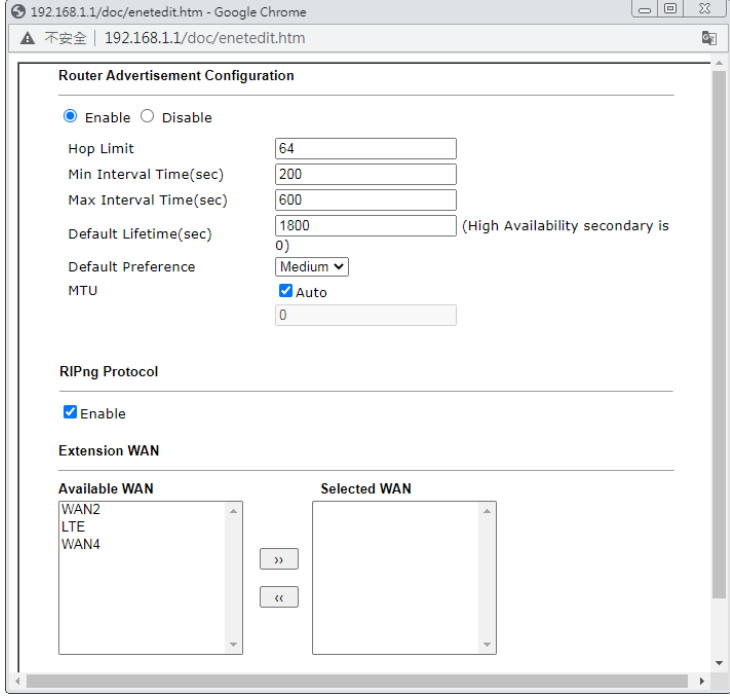 192.168.1.1/doc/enetedit.htm - Google Chrome
不安全 | 192.168.1.1/doc/enetedit.htm
Router Advertisement Configuration
Enable Disable
Hop Limit 64
Min Interval Time(sec) 200
Max Interval Time(sec) 600
Default Lifetime(sec) 1800 (High Availability secondary is
0)
Default Preference Medium
MTU Auto
0
RIPng Protocol
Enable
Extension WAN
Available WAN Selected WAN
WAN2
LTE
WAN4
>>
<<